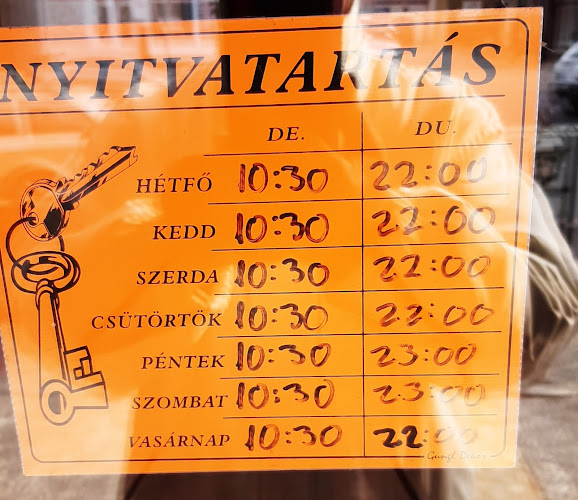 NYITVATARTÁS
DE. DU.
HÉTFŐ 10:30 22:00
KEDD 10:30 22:00
SZERDA 10:30 22:00
CSÜTÖRTÖK 10:30 22:00
PÉNTEK 10:30 23:00
SZOMBAT 10:30 23:00
VASÁRNAP 10:30 22:00